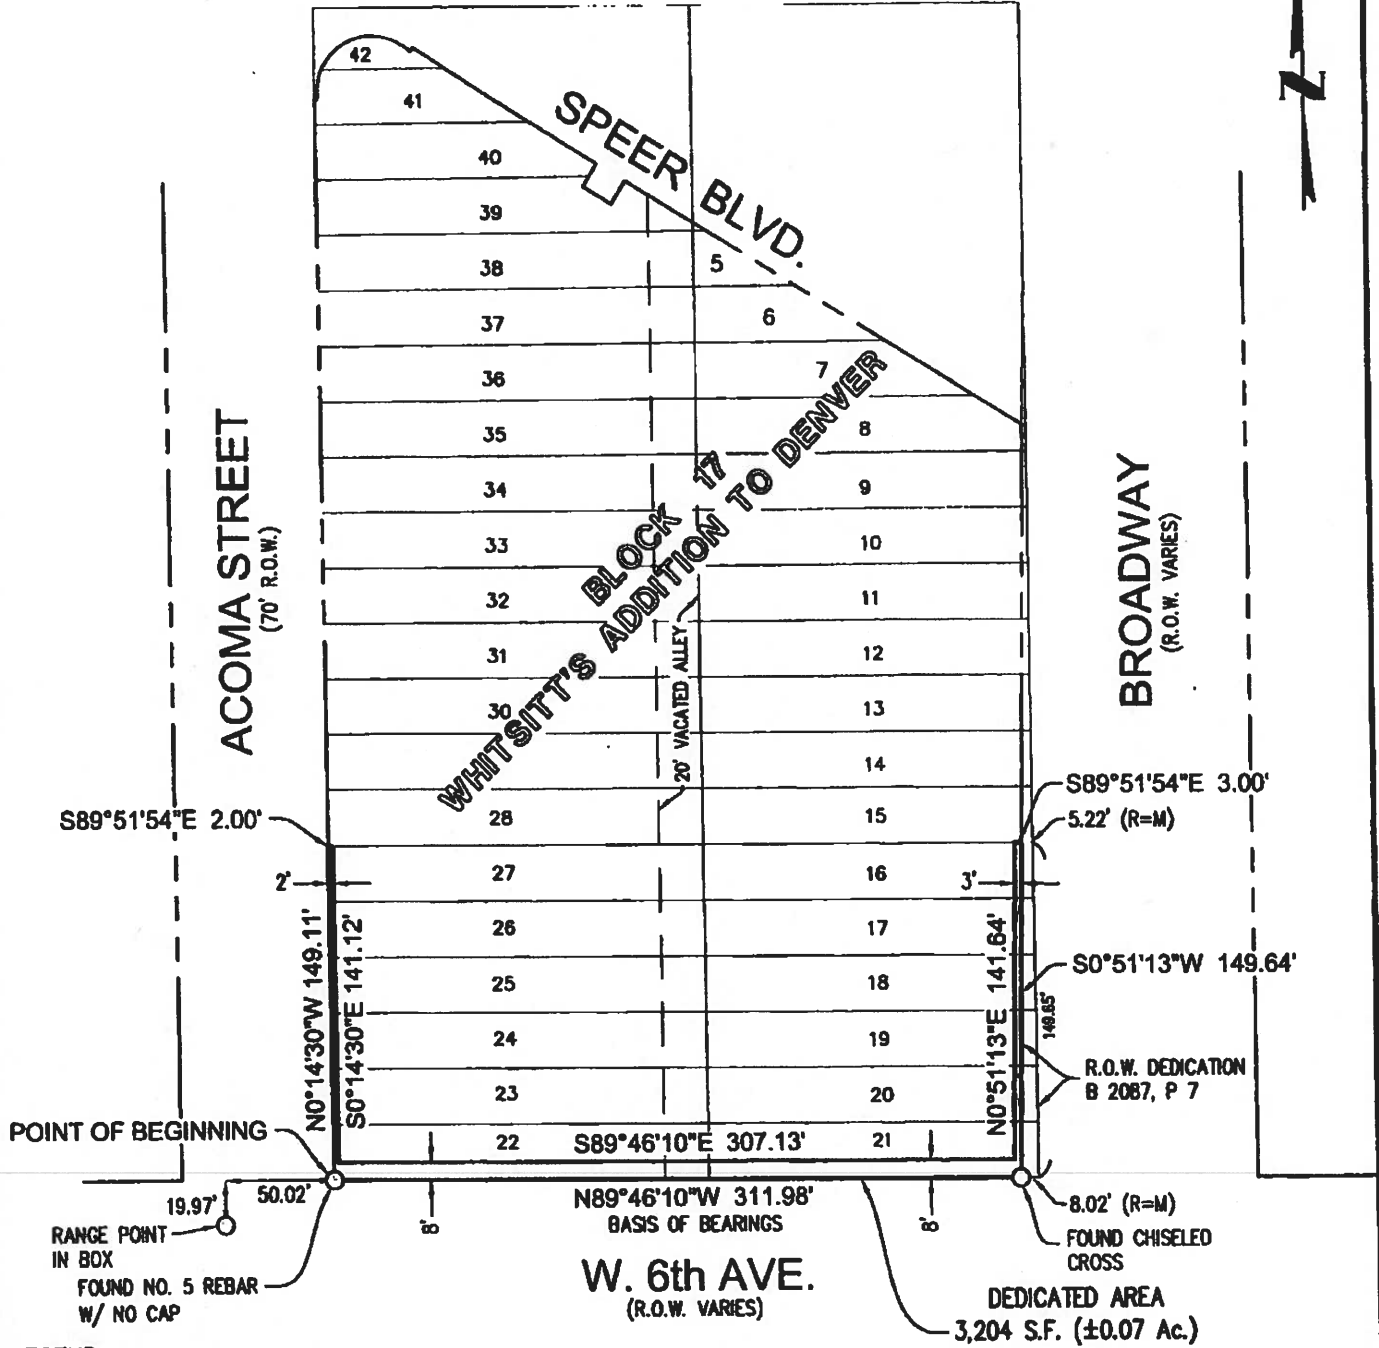 42
41
40
39
38
37
36
35
34
33
32
31
30
28
27
26
25
24
23
22
SPEER BLVD.
5
6
7
8
9
10
11
12
13
14
15
16
17
18
19
20
21
BLOCK 17
WHITSITT'S ADDITION TO DENVER
20' VACATED ALLEY
ACOMA STREET
(70' R.O.W.)
BROADWAY
(R.O.W. VARIES)
S89°51'54"E 2.00'
2'
N0°14'30"W 149.11'
S0°14'30"E 141.12'
S89°51'54"E 3.00'
5.22' (R=M)
3'
N0°51'13"E 141.64'
S0°51'13"W 149.64'
149.65'
R.O.W. DEDICATION
B 2087, P 7
POINT OF BEGINNING
S89°46'10"E 307.13'
19.97'
50.02'
N89°46'10"W 311.98'
BASIS OF BEARINGS
8'
8'
8.02' (R=M)
RANGE POINT
IN BOX
FOUND NO. 5 REBAR
W/ NO CAP
FOUND CHISELED
CROSS
W. 6th AVE.
(R.O.W. VARIES)
DEDICATED AREA
3,204 S.F. (±0.07 Ac.)
Z